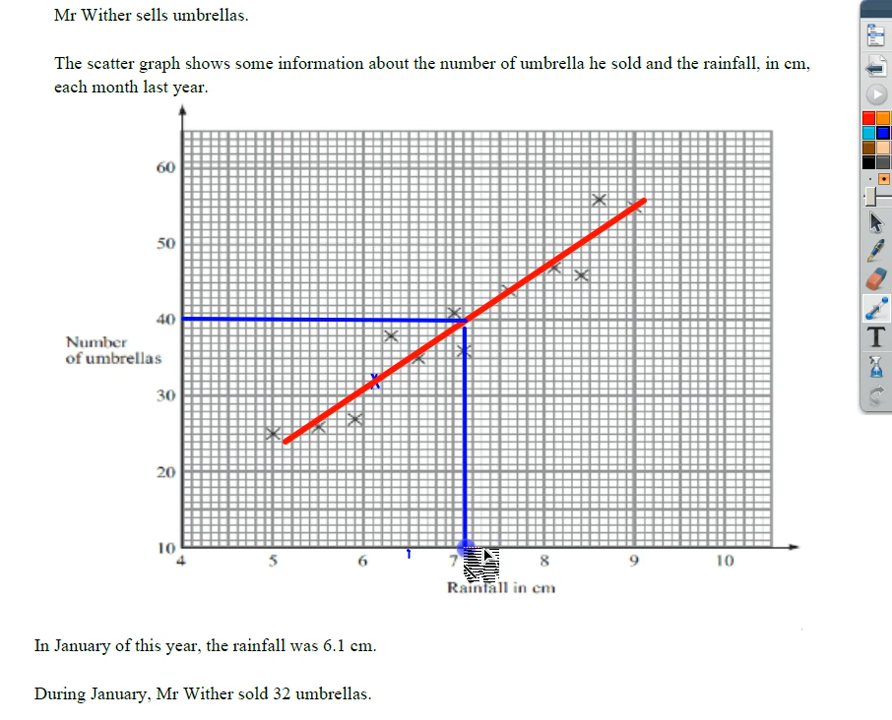 Mr Wither sells umbrellas.
The scatter graph shows some information about the number of umbrella he sold and the rainfall, in cm,
each month last year.
60
50
40
Number
of umbrellas
30
20
10
4 5 6 7 8 9 10
Rainfall in cm
In January of this year, the rainfall was 6.1 cm.
During January, Mr Wither sold 32 umbrellas.
T